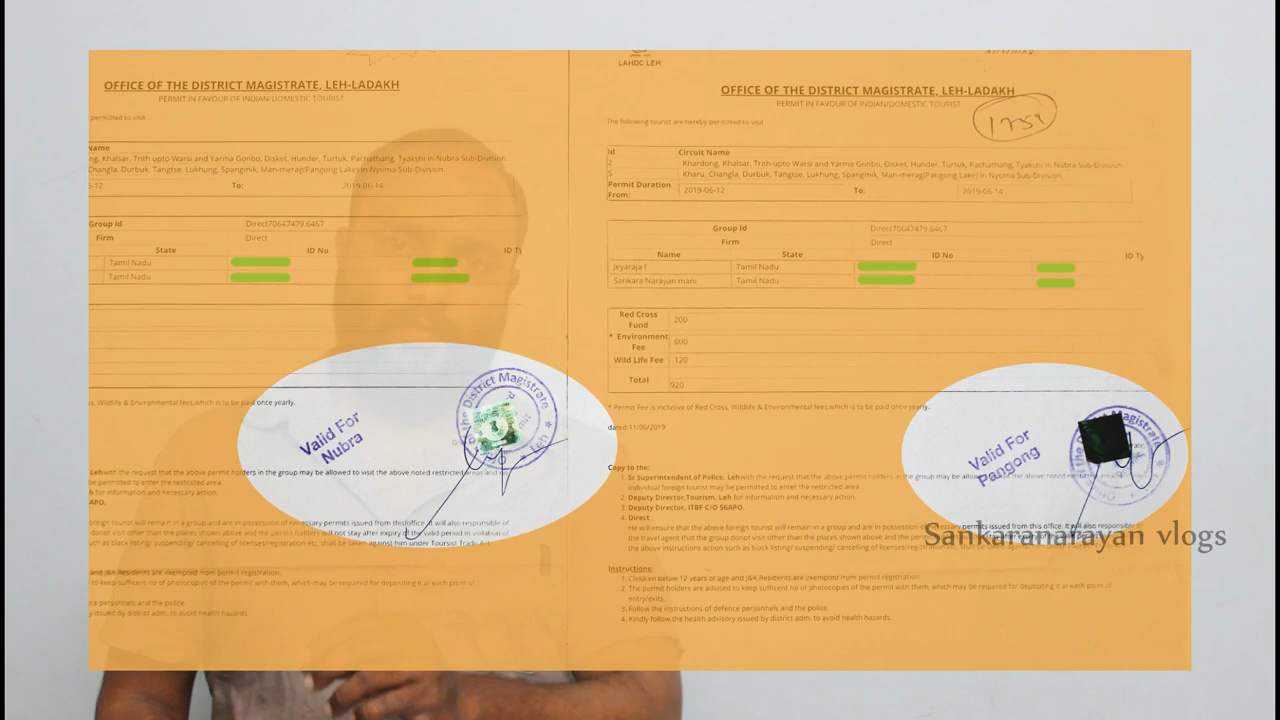 OFFICE OF THE DISTRICT MAGISTRATE, LEH-LADAKH
PERMIT IN FAVOUR OF INDIAN/DOMESTIC TOURIST
permitted to visit
Name
ng, Khalsar, Trith upto Warsi and Yarma Gonbo, Disket, Hunder, Turtuk, Pachathang, Tyakshi in Nubra Sub-Division.
Changla, Durbuk, Tangtse, Lukhung, Spangmik, Man-merag(Pangong Lake) in Nyoma Sub-Division.
6-12 To: 2019-06-14
Group Id Direct70647479.6467
Firm Direct
State ID No ID Ty
Tamil Nadu
Tamil Nadu
s, Wildlife & Environmental fees,which is to be paid once yearly.
Valid For
Nubra
o the District Magistrate
Leh
Leh with the request that the above permit holders in the group may be allowed to visit the above noted restricted areas and no
be permitted to enter the restricted area
h for information and necessary action.
APO.
oreign tourist will remain in a group and are in possession of necessary permits issued from this office. It will also responsible of
donot visit other than the places shown above and the permit holders will not stay after expiry of the valid period in violation of
such as black listing/ suspending/ cancelling of licenses/registration etc. shall be taken against him under Toursist Trade Act.
and J&K Residents are exempted from permit registration.
to keep sufficent no of photocopies of the permit with them, which may be required for depositing it at each point of
ce personnels and the police.
y issued by district adm. to avoid health hazards.
LAHDC LEH
OFFICE OF THE DISTRICT MAGISTRATE, LEH-LADAKH
PERMIT IN FAVOUR OF INDIAN/DOMESTIC TOURIST
1759
The following tourist are hereby permitted to visit
Id Circuit Name
2 Khardong, Khalsar, Trith upto Warsi and Yarma Gonbo, Disket, Hunder, Turtuk, Pachathang, Tyakshi in Nubra Sub-Division.
5 Kharu, Changla, Durbuk, Tangtse, Lukhung, Spangmik, Man-merag(Pangong Lake) in Nyoma Sub-Division.
Permit Duration
From: 2019-06-12 To: 2019-06-14
Group Id Direct70647479.6467
Firm Direct
Name State ID No ID Ty
Jeyaraja I Tamil Nadu
Sankara Narayan mani Tamil Nadu
Red Cross
Fund 200
* Environment
Fee 600
Wild Life Fee 120
Total 920
* Permit Fee is inclusive of Red Cross, Wildlife & Environmental fees,which is to be paid once yearly.
dated:11/06/2019
Valid For
Pangong
Magistrate
Copy to the:
1. Sr Superintendent of Police, Leh with the request that the above permit holders in the group may be allowed
individual foreign tourist may be permitted to enter the restricted area
2. Deputy Director,Tourism, Leh for information and necessary action.
3. Deputy Director, ITBF C/O 56APO.
4. Direct
He will ensure that the above foreign tourist will remain in a group and are in possession of necessary permits issued from this office. It will also responsible of
the travel agent that the group donot visit other than the places shown above and the
the above instructions action such as black listing/ suspending/ cancelling of licenses/registration etc. shall be taken
Sankaranarayan vlogs
Instructions:
1. Children below 12 years of age and J&K Residents are exempted from permit registration.
2. The permit holders are advised to keep sufficent no of photocopies of the permit with them, which may be required for depositing it at each point of
entry/exits.
3. Follow the instructions of defence personnels and the police.
4. Kindly follow the health advisory issued by district adm. to avoid health hazards.